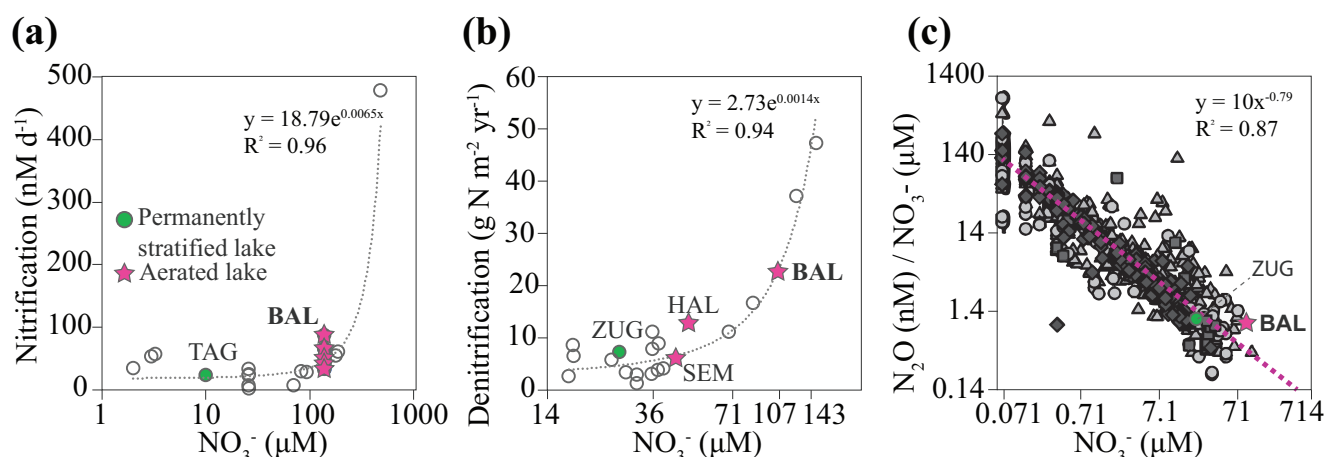 (a)
500
400
300
200
100
0
Nitrification (nM d⁻¹)
y = 18.79e^0.0065x
R² = 0.96
Permanently
stratified lake
Aerated lake
BAL
TAG
1
10
100
1000
NO₃⁻ (μM)
(b)
60
50
40
30
20
10
0
Denitrification (g N m⁻² yr⁻¹)
y = 2.73e^0.0014x
R² = 0.94
BAL
HAL
ZUG
SEM
14
36
71
107
143
NO₃⁻ (μM)
(c)
1400
140
14
1.4
0.14
N₂O (nM) / NO₃- (μM)
y = 10x^-0.79
R² = 0.87
ZUG
BAL
0.071
0.71
7.1
71
714
NO₃⁻ (μM)